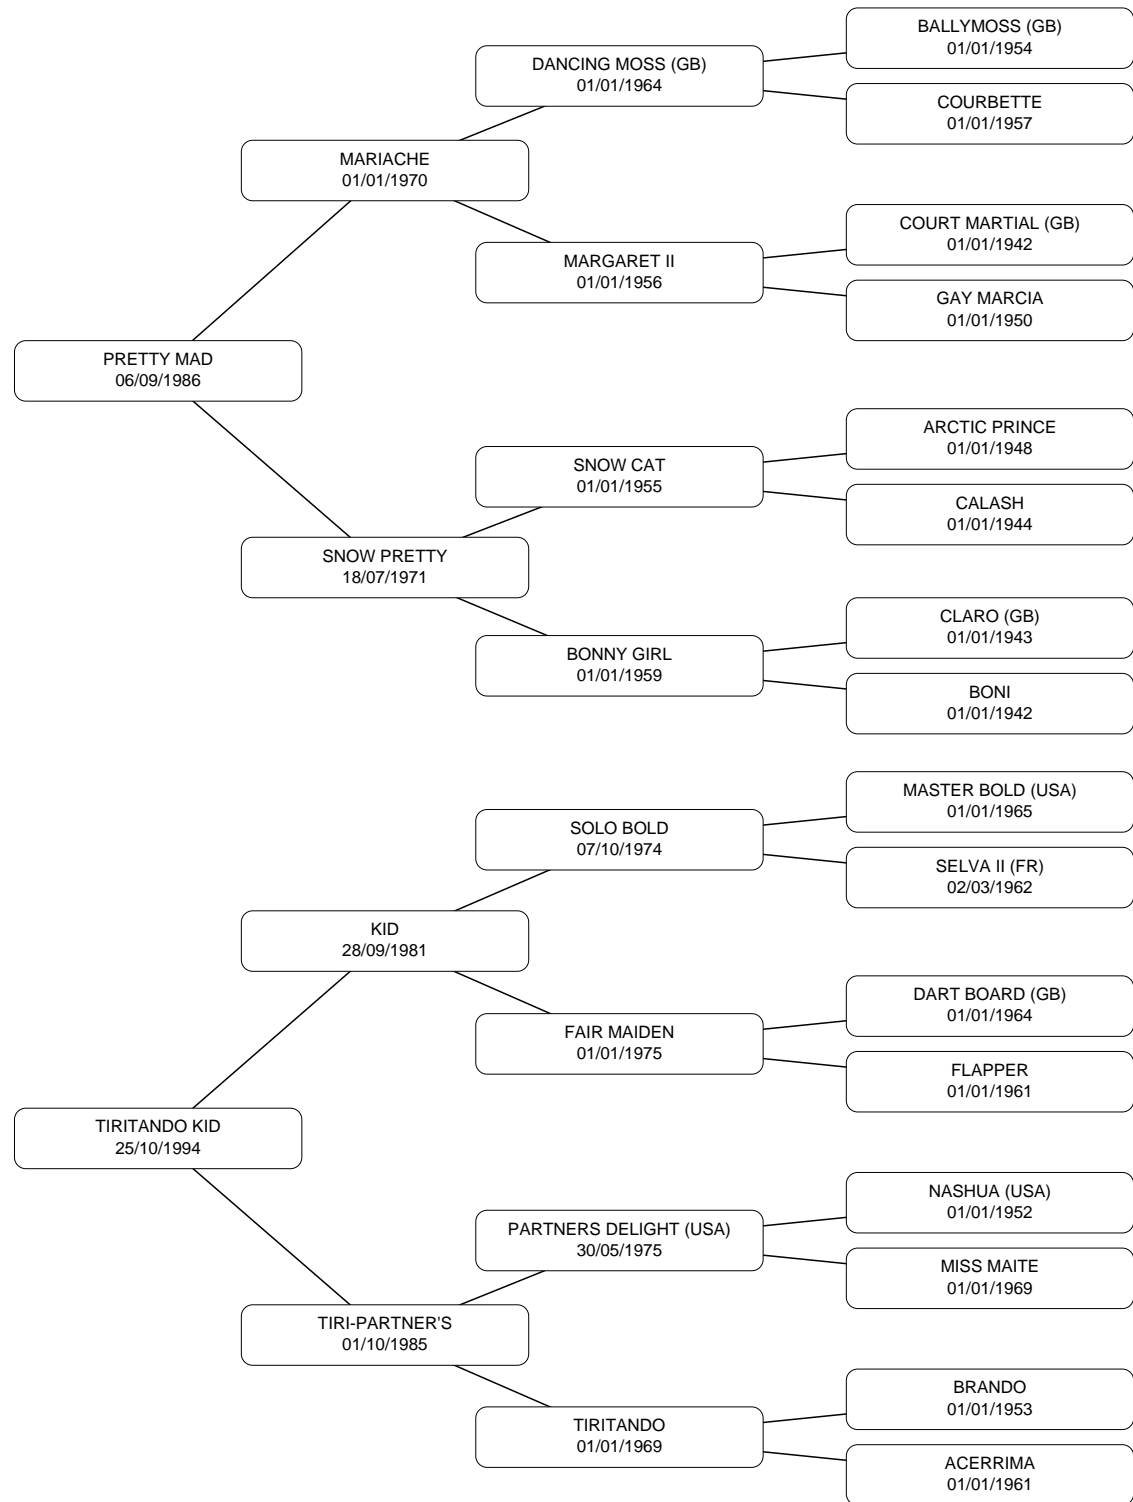 BALLYMOSS (GB)
01/01/1954
DANCING MOSS (GB)
01/01/1964
COURBETTE
01/01/1957
MARIACHE
01/01/1970
COURT MARTIAL (GB)
01/01/1942
MARGARET II
01/01/1956
GAY MARCIA
01/01/1950
PRETTY MAD
06/09/1986
ARCTIC PRINCE
01/01/1948
SNOW CAT
01/01/1955
CALASH
01/01/1944
SNOW PRETTY
18/07/1971
CLARO (GB)
01/01/1943
BONNY GIRL
01/01/1959
BONI
01/01/1942
MASTER BOLD (USA)
01/01/1965
SOLO BOLD
07/10/1974
SELVA II (FR)
02/03/1962
KID
28/09/1981
DART BOARD (GB)
01/01/1964
FAIR MAIDEN
01/01/1975
FLAPPER
01/01/1961
TIRITANDO KID
25/10/1994
NASHUA (USA)
01/01/1952
PARTNERS DELIGHT (USA)
30/05/1975
MISS MAITE
01/01/1969
TIRI-PARTNER'S
01/10/1985
BRANDO
01/01/1953
TIRITANDO
01/01/1969
ACERRIMA
01/01/1961